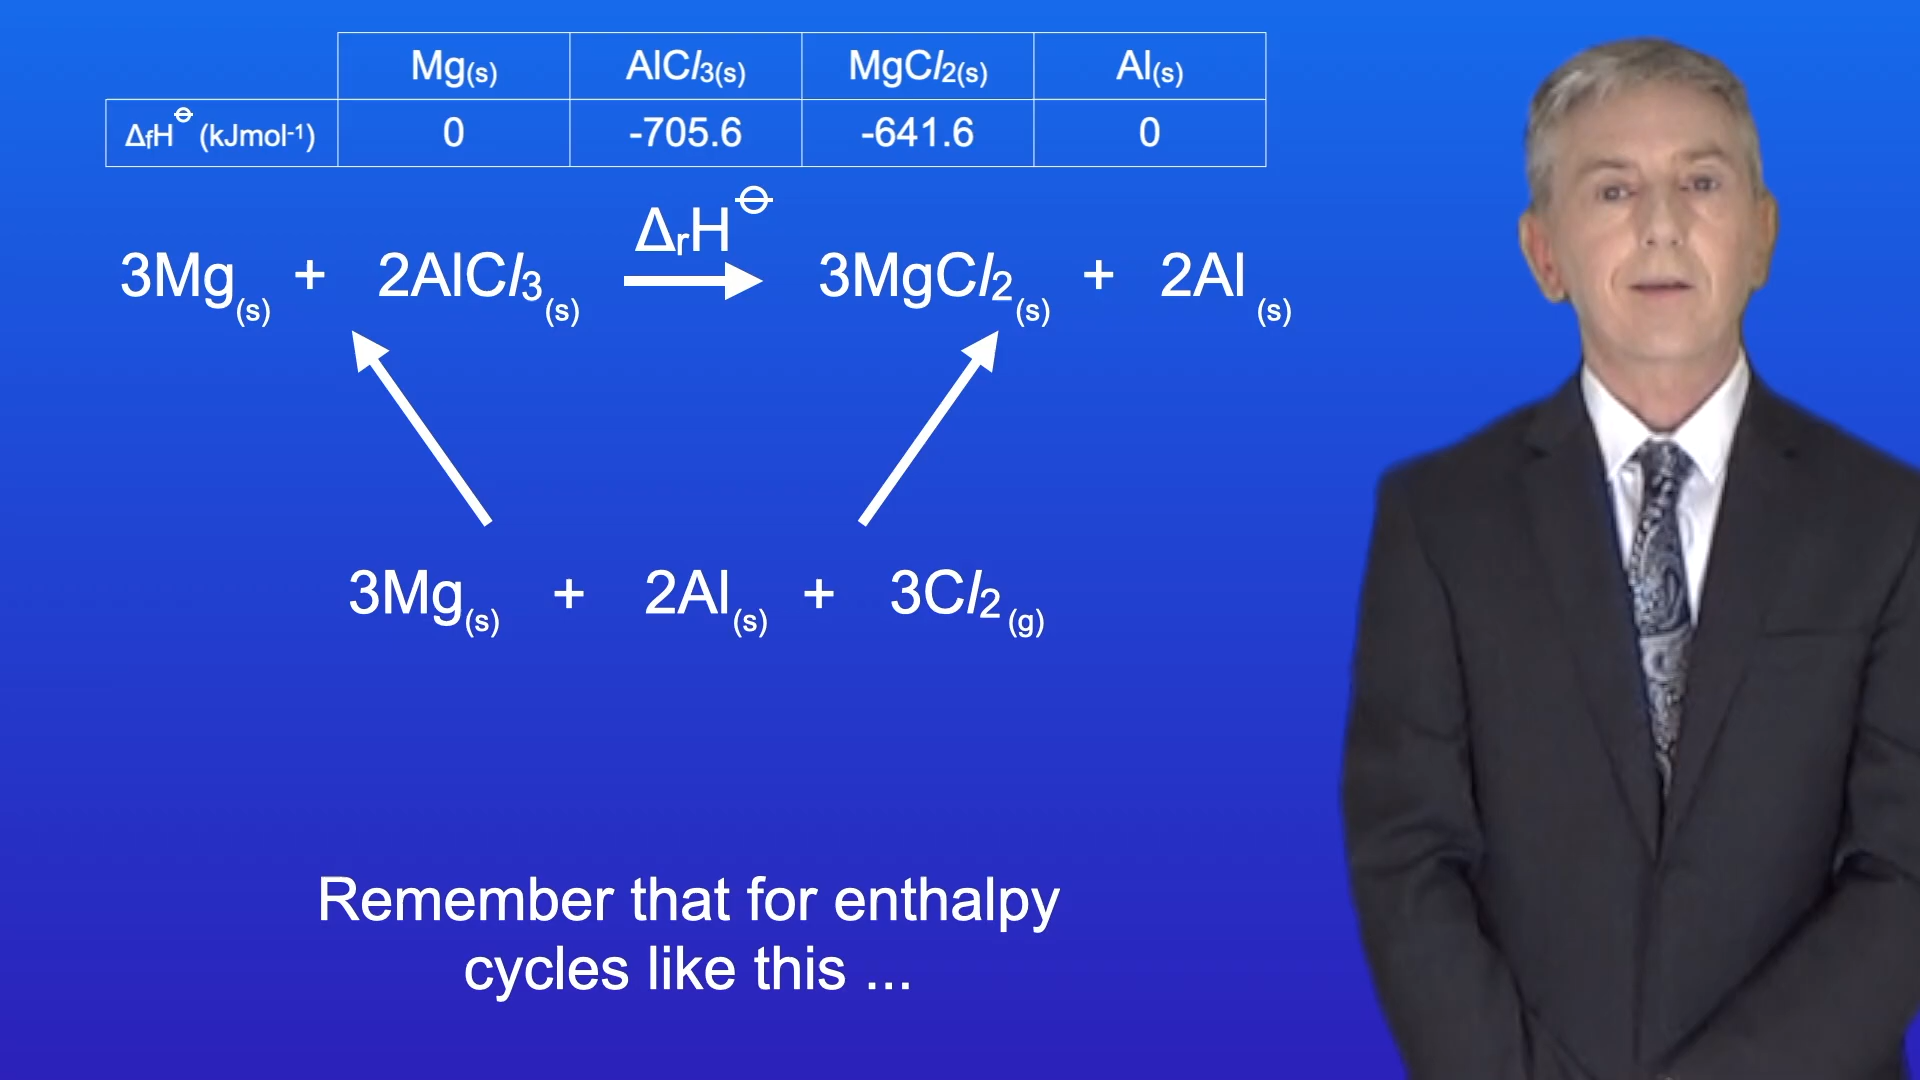 Mg(s) AlCl3(s) MgCl2(s) Al(s)
ΔfH⦵ (kJmol-1) 0 -705.6 -641.6 0
ΔrH⦵
3Mg(s) + 2AlCl3(s) → 3MgCl2(s) + 2Al(s)
3Mg(s) + 2Al(s) + 3Cl2(g)
Remember that for enthalpy
cycles like this ...